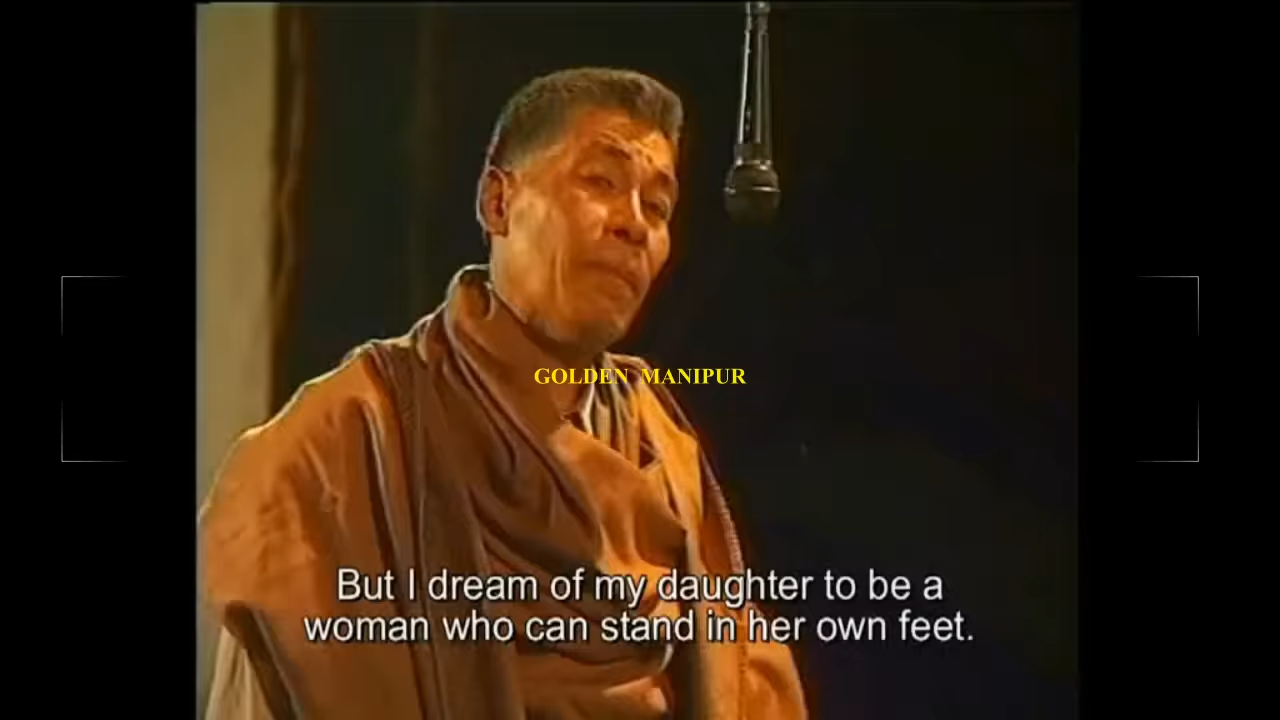 GOLDEN MANIPUR
But I dream of my daughter to be a
woman who can stand in her own feet.